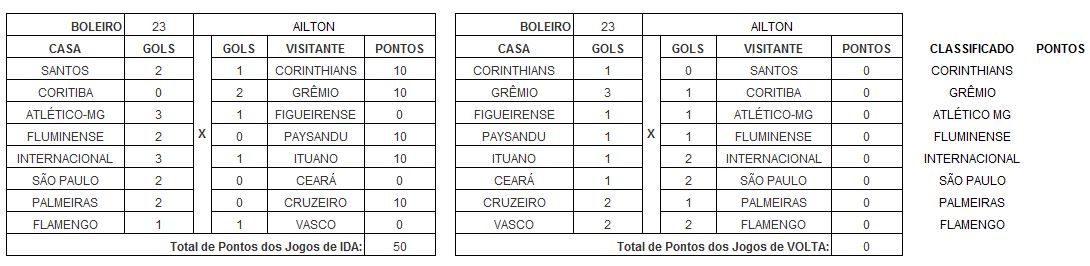 BOLEIRO 23 AILTON BOLEIRO 23 AILTON
CASA GOLS GOLS VISITANTE PONTOS CASA GOLS GOLS VISITANTE PONTOS CLASSIFICADO PONTOS
SANTOS 2 1 CORINTHIANS 10 CORINTHIANS 1 0 SANTOS 0 CORINTHIANS
CORITIBA 0 2 GRÊMIO 10 GRÊMIO 3 1 CORITIBA 0 GRÊMIO
ATLÉTICO-MG 3 1 FIGUEIRENSE 0 FIGUEIRENSE 1 1 ATLÉTICO-MG 0 ATLÉTICO MG
FLUMINENSE 2 X 0 PAYSANDU 10 PAYSANDU 1 X 1 FLUMINENSE 0 FLUMINENSE
INTERNACIONAL 3 1 ITUANO 10 ITUANO 1 2 INTERNACIONAL 0 INTERNACIONAL
SÃO PAULO 2 0 CEARÁ 0 CEARÁ 1 2 SÃO PAULO 0 SÃO PAULO
PALMEIRAS 2 0 CRUZEIRO 10 CRUZEIRO 2 1 PALMEIRAS 0 PALMEIRAS
FLAMENGO 1 1 VASCO 0 VASCO 2 2 FLAMENGO 0 FLAMENGO
Total de Pontos dos Jogos de IDA: 50 Total de Pontos dos Jogos de VOLTA: 0